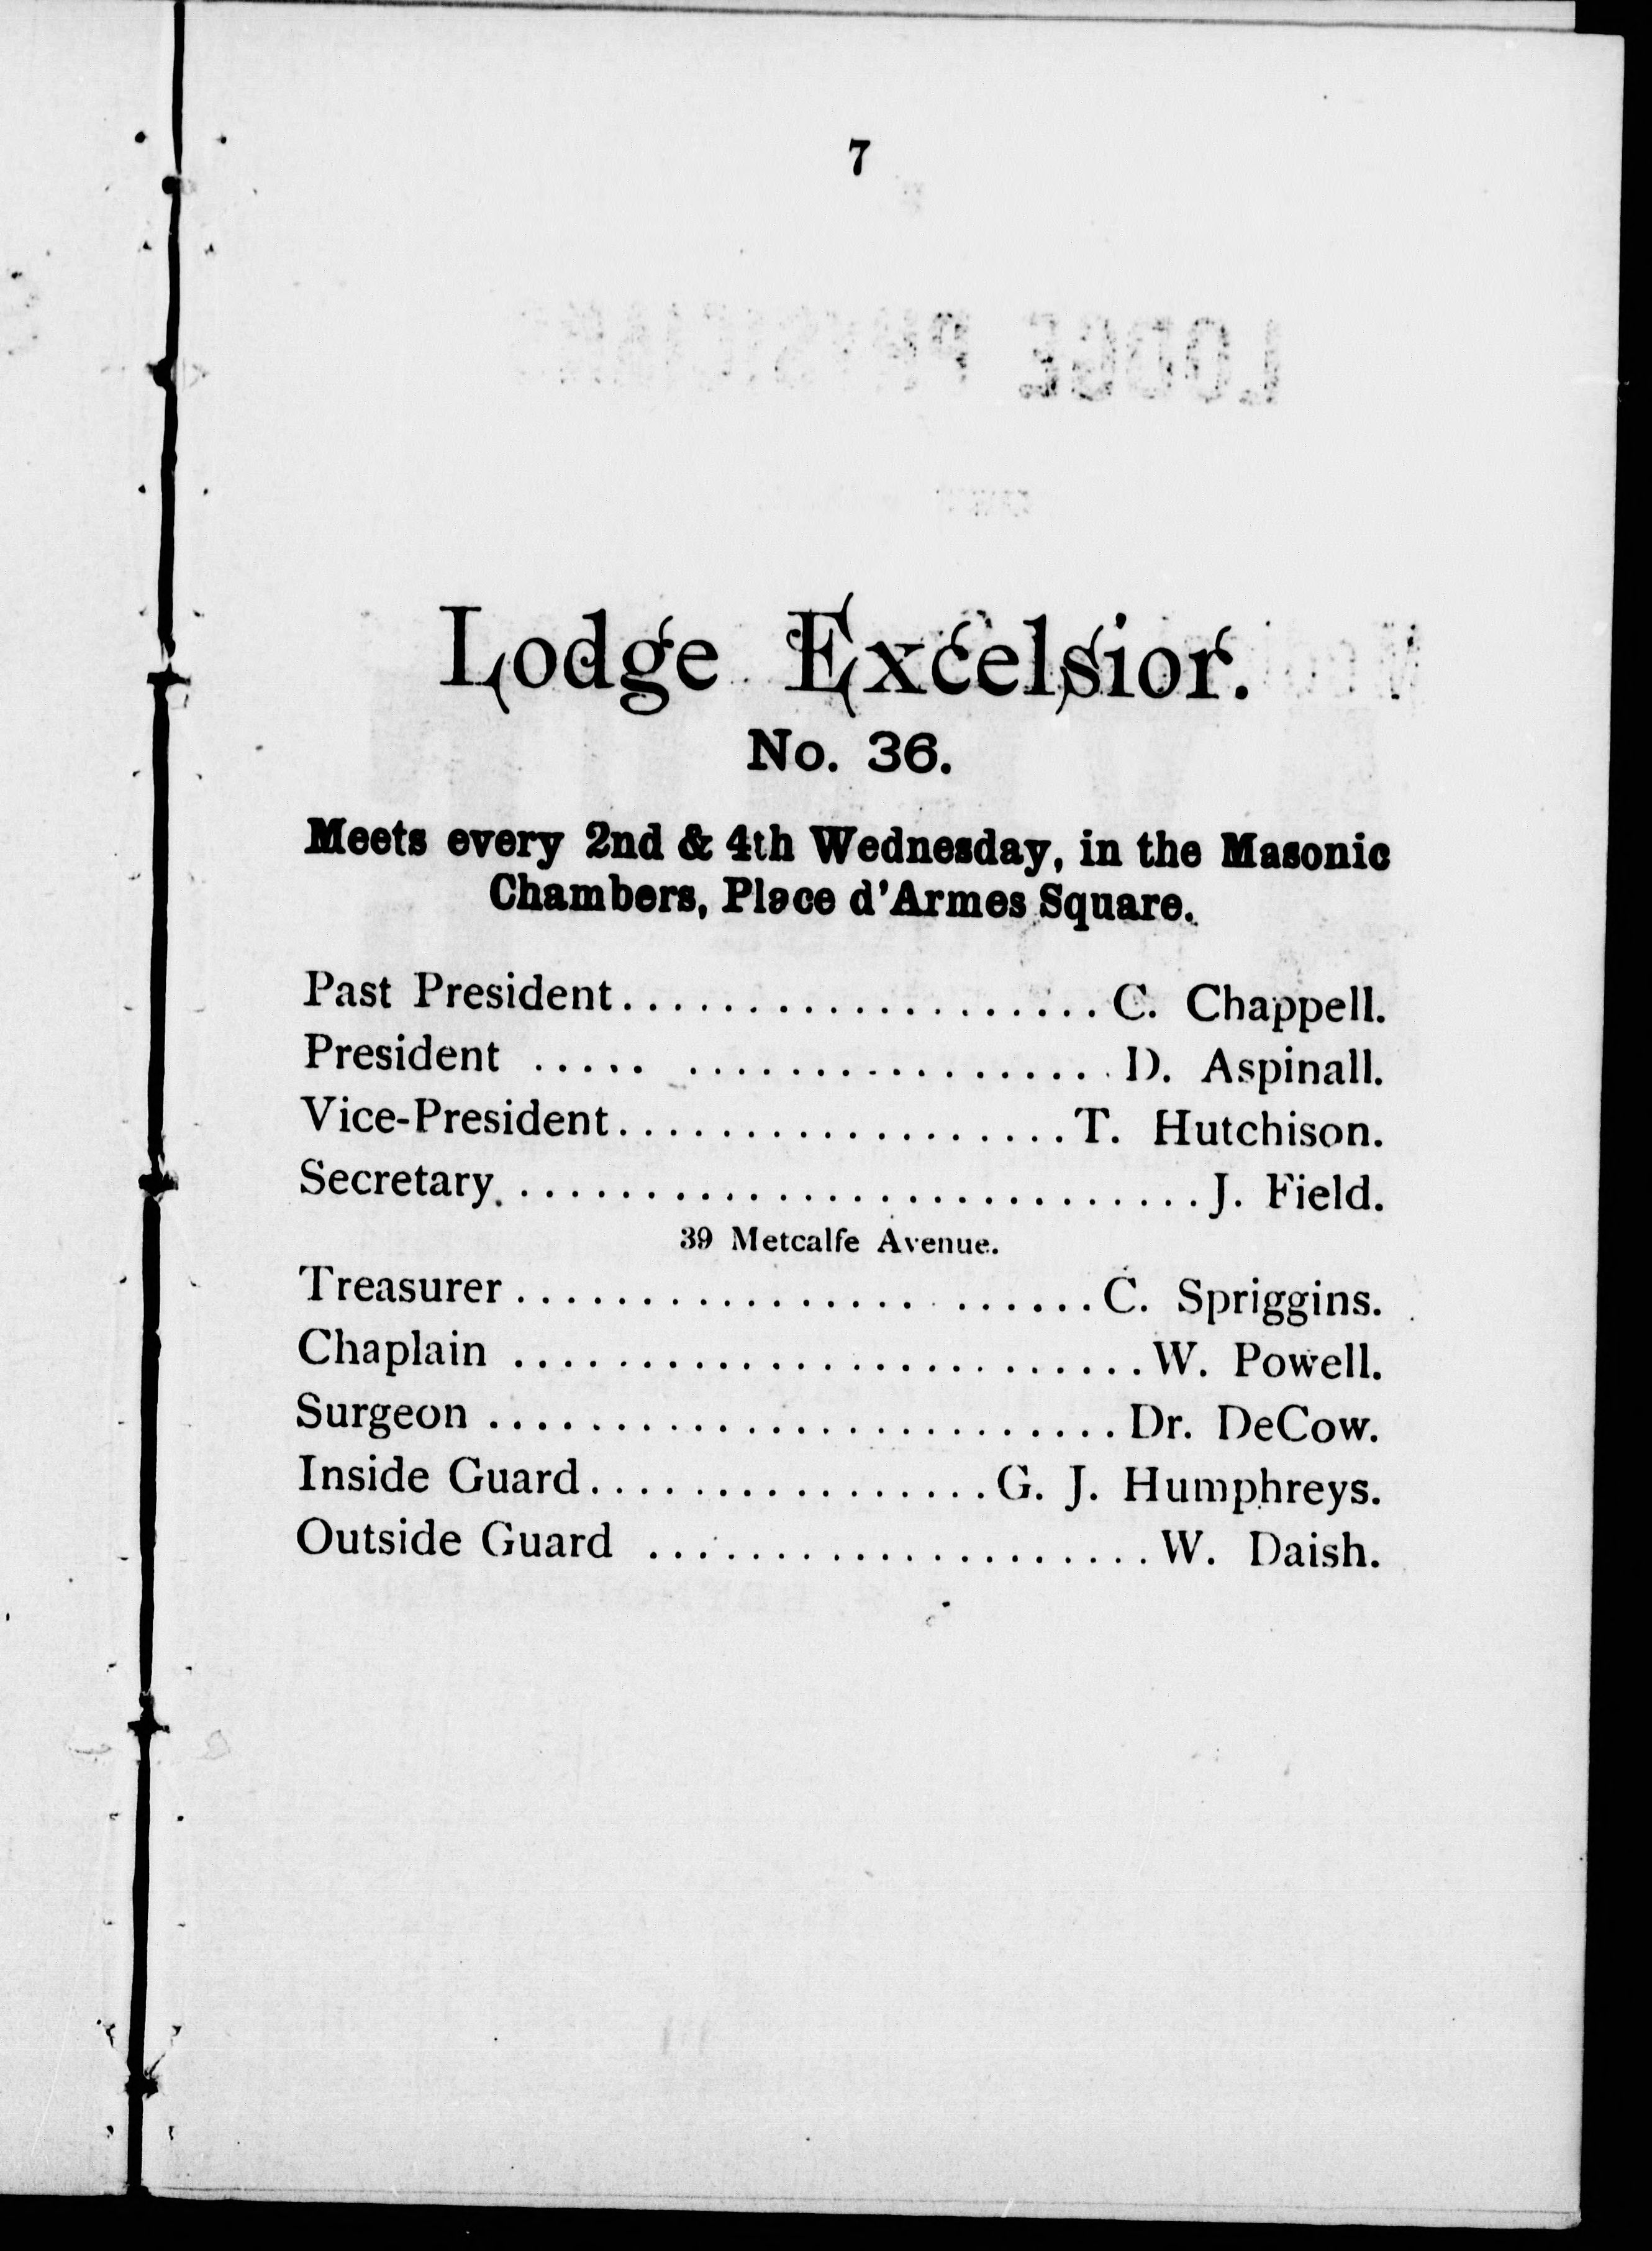 7
Lodge Excelsior.
No. 36.
Meets every 2nd & 4th Wednesday, in the Masonic
Chambers, Place d'Armes Square.
Past President...................C. Chappell.
President ..... .................D. Aspinall.
Vice-President..................T. Hutchison.
Secretary. ...........................J. Field.
39 Metcalfe Avenue.
Treasurer................ ......C. Spriggins.
Chaplain .........................W. Powell.
Surgeon .........................Dr. DeCow.
Inside Guard................G. J. Humphreys.
Outside Guard ....................W. Daish.